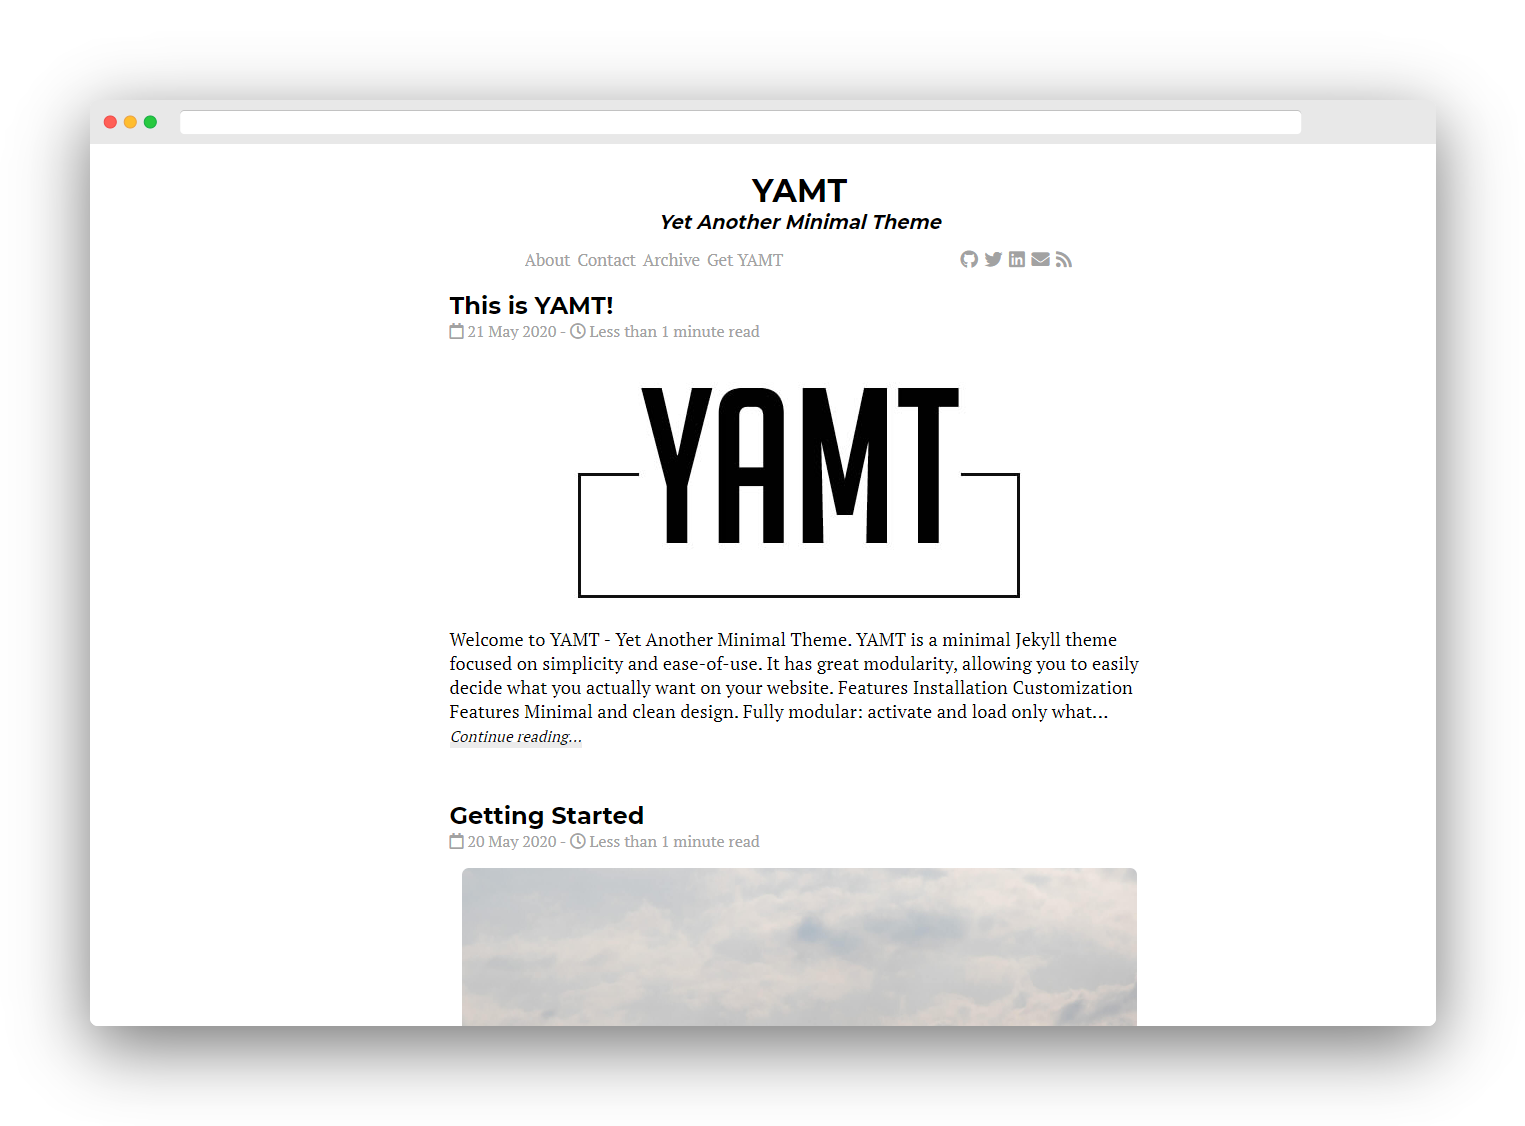 YAMT
Yet Another Minimal Theme
About Contact Archive Get YAMT
This is YAMT!
21 May 2020 - Less than 1 minute read
YAMT
Welcome to YAMT - Yet Another Minimal Theme. YAMT is a minimal Jekyll theme
focused on simplicity and ease-of-use. It has great modularity, allowing you to easily
decide what you actually want on your website. Features Installation Customization
Features Minimal and clean design. Fully modular: activate and load only what...
Continue reading...
Getting Started
20 May 2020 - Less than 1 minute read